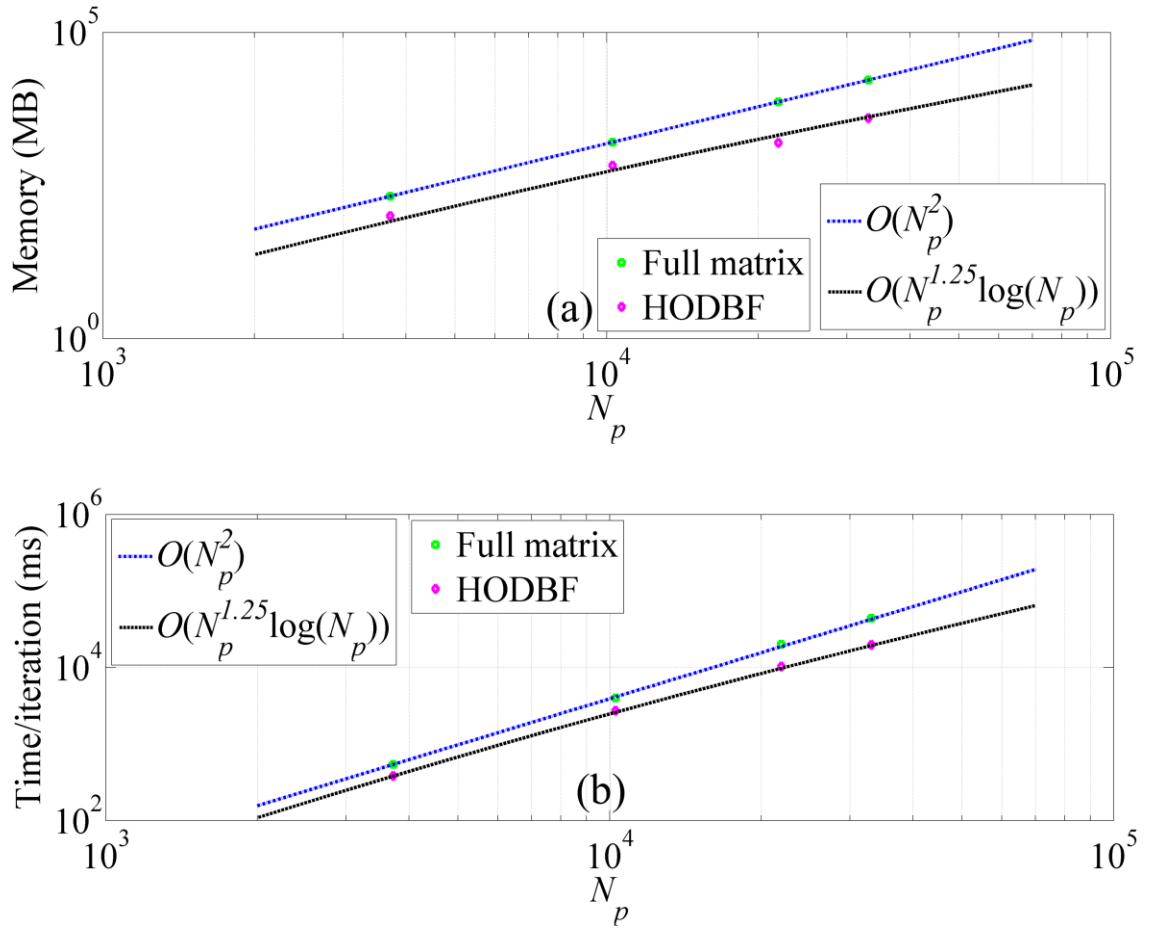 10^5
Memory (MB)
O(N_p^2)
Full matrix
O(N_p^{1.25}log(N_p))
HODBF
(a)
10^0
10^3
10^4
10^5
N_p
10^6
Time/iteration (ms)
O(N_p^2)
Full matrix
O(N_p^{1.25}log(N_p))
HODBF
10^4
(b)
10^2
10^3
10^4
10^5
N_p